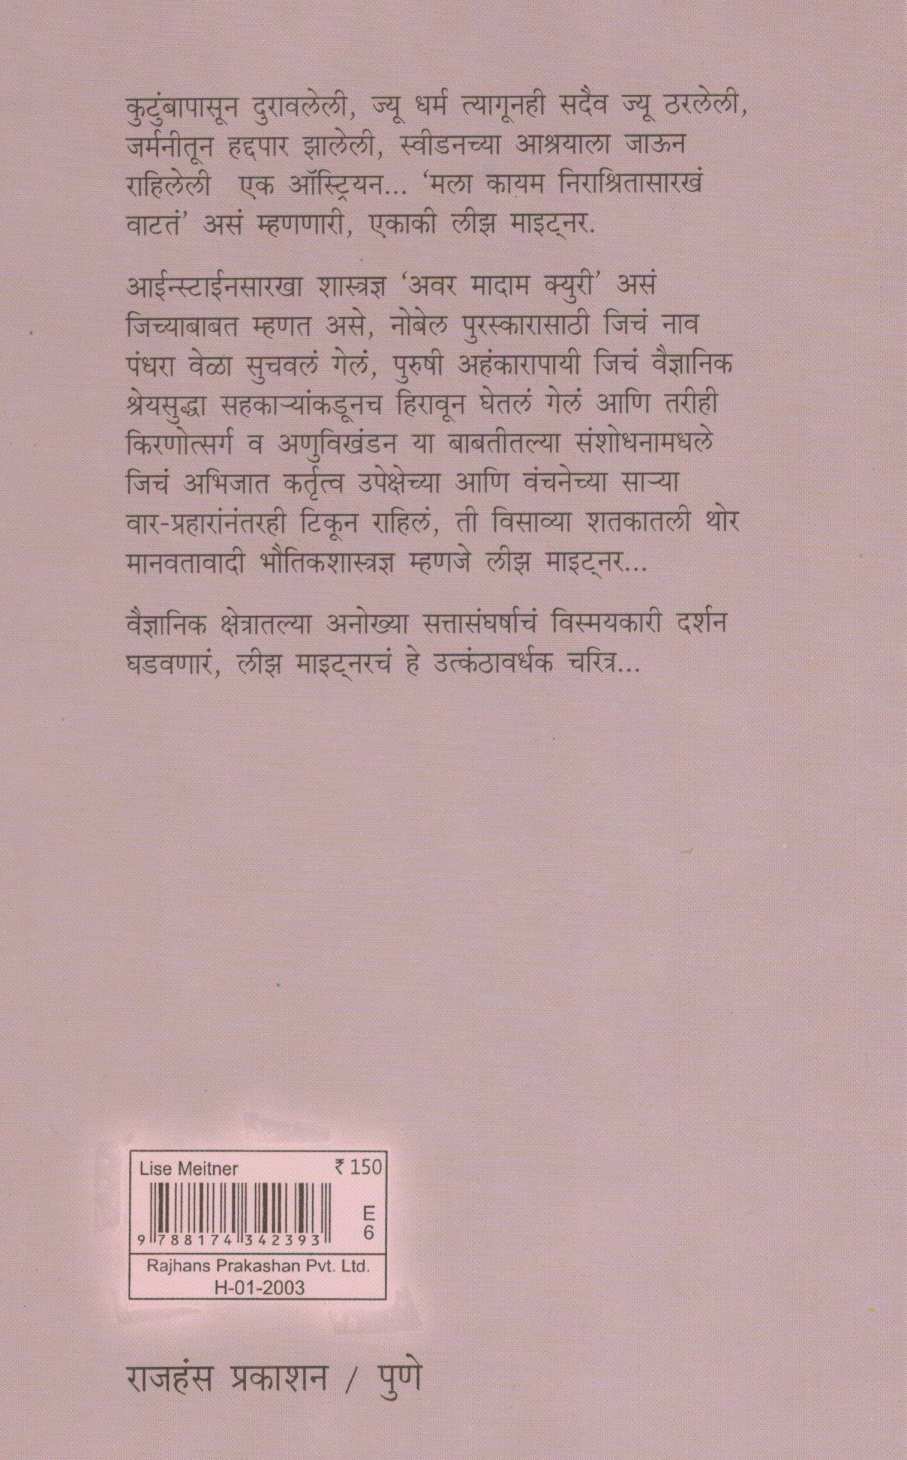 कुटुंबापासून दुरावलेली, ज्यू धर्म त्यागूनही सदैव ज्यू ठरलेली,
जर्मनीतून हद्दपार झालेली, स्वीडनच्या आश्रयाला जाऊन
राहिलेली एक ऑस्ट्रियन... ‘मला कायम निराश्रितासारखं
वाटतं’ असं म्हणणारी, एकाकी लीझ माइट्नर.
आईन्स्टाईनसारखा शास्त्रज्ञ ‘अवर मादाम क्युरी’ असं
जिच्याबाबत म्हणत असे, नोबेल पुरस्कारासाठी जिचं नाव
पंधरा वेळा सुचवलं गेलं, पुरुषी अहंकारापायी जिचं वैज्ञानिक
श्रेयसुद्धा सहकाऱ्यांकडूनच हिरावून घेतलं गेलं आणि तरीही
किरणोत्सर्ग व अणुविखंडन या बाबतीतल्या संशोधनामधले
जिचं अभिजात कर्तृत्व उपेक्षेच्या आणि वंचनेच्या साऱ्या
वार-प्रहारांनंतरही टिकून राहिलं, ती विसाव्या शतकातली थोर
मानवतावादी भौतिकशास्त्रज्ञ म्हणजे लीझ माइट्नर...
वैज्ञानिक क्षेत्रातल्या अनोख्या सत्तासंघर्षाचं विस्मयकारी दर्शन
घडवणारं, लीझ माइट्नरचं हे उत्कंठावर्धक चरित्र...
Lise Meitner ₹ 150
E
6
9 788174 342393
Rajhans Prakashan Pvt. Ltd.
H-01-2003
राजहंस प्रकाशन / पुणे